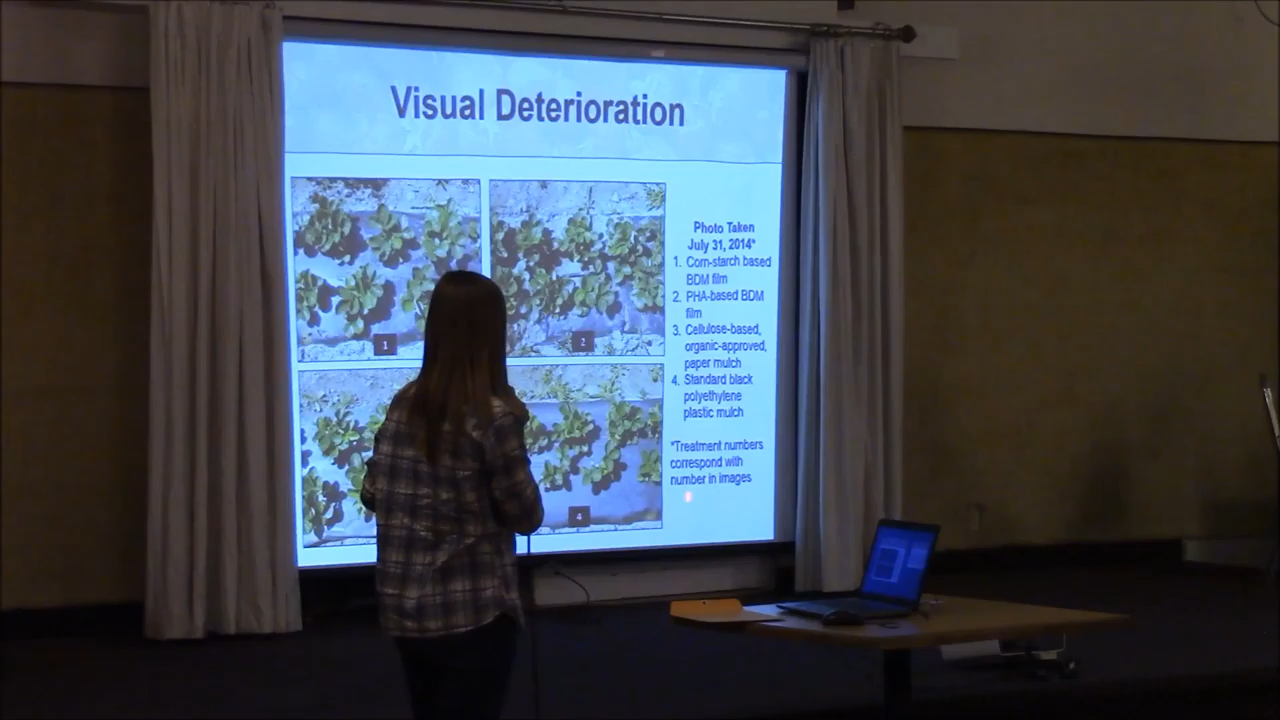 Visual Deterioration
1
2
4
Photo Taken
July 31, 2014*
1. Corn-starch based
BDM film
2. PHA-based BDM
film
3. Cellulose-based,
organic-approved,
paper mulch
4. Standard black
polyethylene
plastic mulch
*Treatment numbers
correspond with
number in images